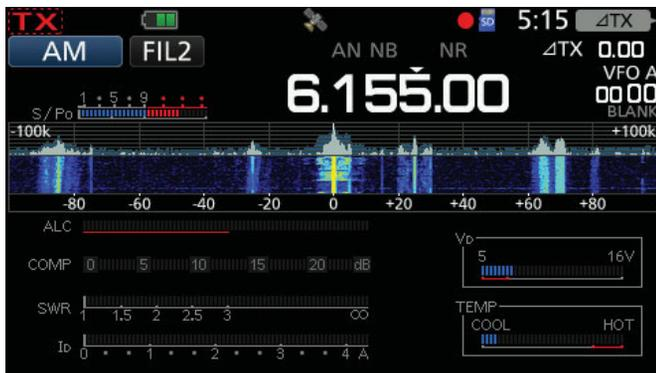 TX SD 5:15 ⊿TX
AM FIL2 AN NB NR ⊿TX 0.00
VFO A
6.155.00 00 00
BLANK
1 5 9
S/Po
-100k +100k
-80 -60 -40 -20 0 +20 +40 +60 +80
ALC
COMP 0 5 10 15 20 dB
SWR 1 1.5 2 2.5 3 ∞
ID 0 1 2 3 4 A
VD
5 16V
TEMP
COOL HOT